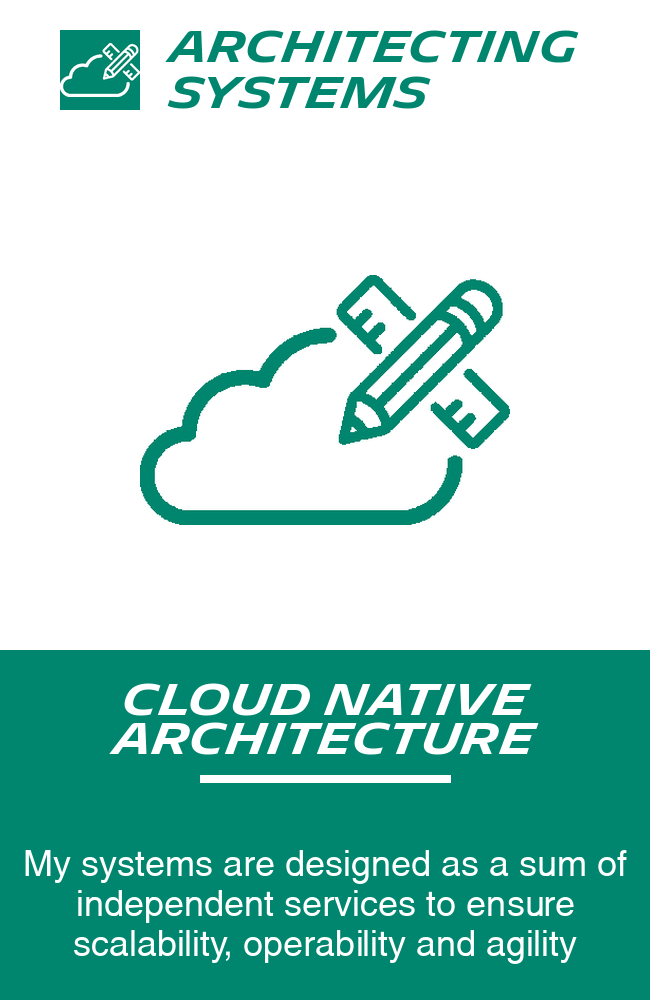 ARCHITECTING
SYSTEMS
CLOUD NATIVE
ARCHITECTURE
My systems are designed as a sum of
independent services to ensure
scalability, operability and agility